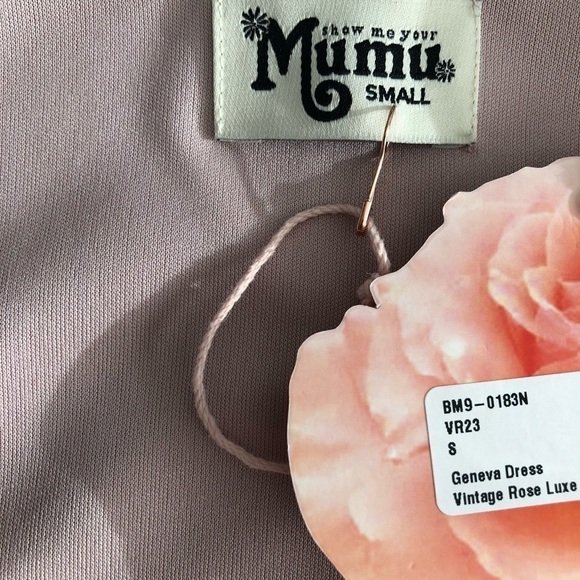 show me your
Mumu
SMALL
BM9-0183N
VR23
S
Geneva Dress
Vintage Rose Luxe